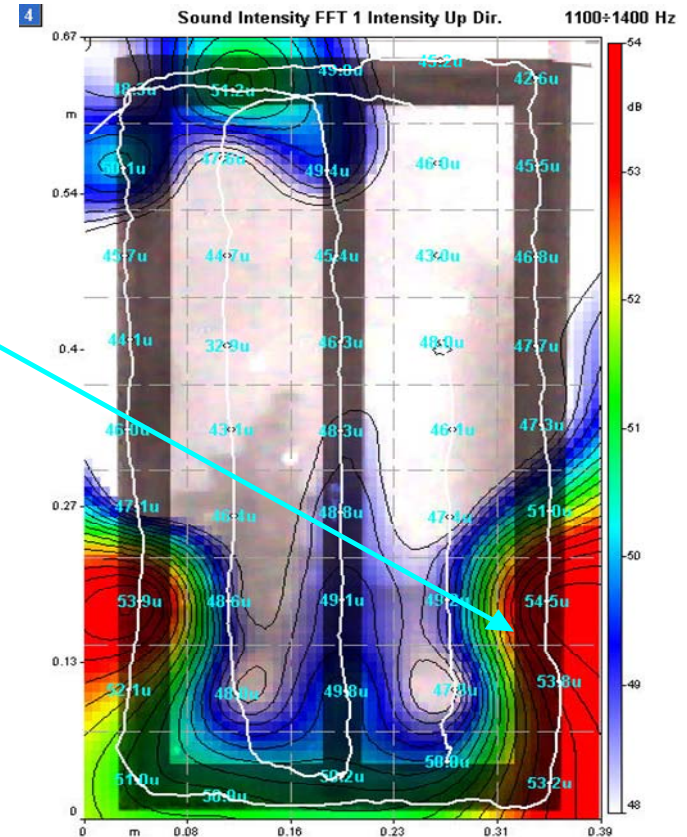 4
Sound Intensity FFT 1 Intensity Up Dir. 1100÷1400 Hz
0.67
m
0.54
0.4
0.27
0.13
0
0 m 0.08 0.16 0.23 0.31 0.39
54
dB
53
52
51
50
49
48
48.3u 51.2u 49.8u 45.2u 42.6u
50.1u 47.6u 49.4u 46.0u 45.5u
45.7u 44.7u 45.4u 43.0u 46.8u
44.1u 32.9u 46.3u 48.0u 47.7u
46.0u 43.1u 48.3u 46.1u 47.3u
47.1u 46.4u 48.8u 47.4u 51.0u
53.9u 48.6u 49.1u 49.2u 54.5u
52.1u 48.0u 49.8u 47.8u 53.8u
51.0u 50.9u 50.2u 50.0u 53.2u